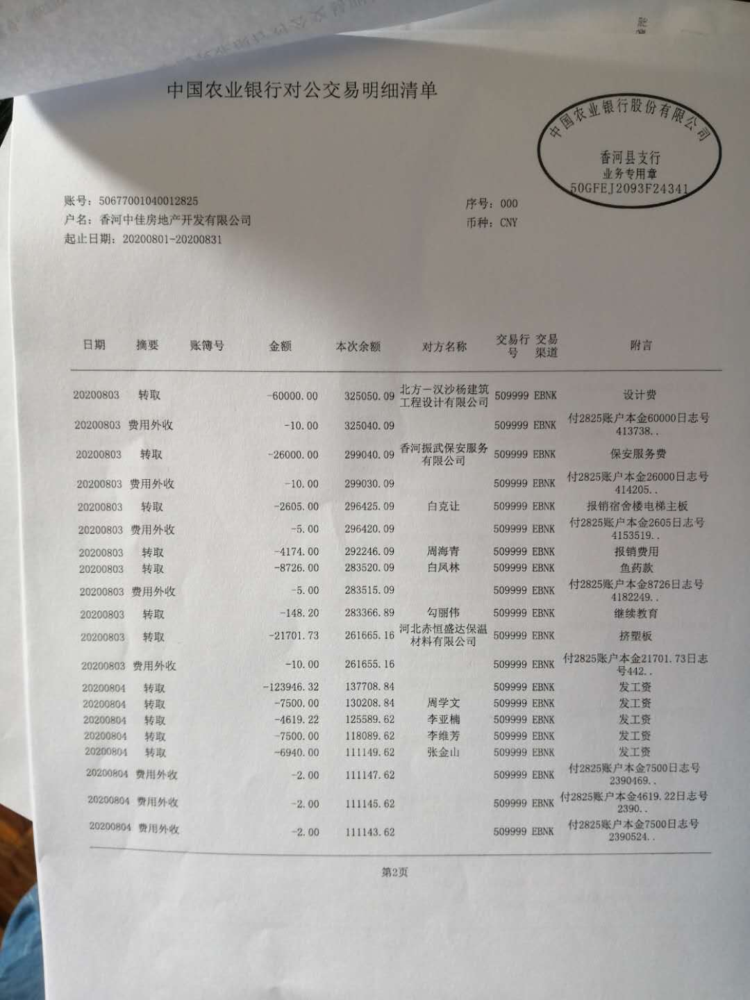 中国农业银行对公交易明细清单
中国农业银行股份有限公司
香河县支行
业务专用章
50GFEJ2093F24341
账号：50677001040012825
序号：000
户名：香河中佳房地产开发有限公司
币种：CNY
起止日期：20200801-20200831
日期 摘要 账簿号 金额 本次余额 对方名称 交易行号 交易渠道 附言
20200803 转取 -60000.00 325050.09 北方－汉沙杨建筑工程设计有限公司 509999 EBNK 设计费
20200803 费用外收 -10.00 325040.09 509999 EBNK 付2825账户本金60000日志号413738..
20200803 转取 -26000.00 299040.09 香河振武保安服务有限公司 509999 EBNK 保安服务费
20200803 费用外收 -10.00 299030.09 509999 EBNK 付2825账户本金26000日志号414205..
20200803 转取 -2605.00 296425.09 白克让 509999 EBNK 报销宿舍楼电梯主板
20200803 费用外收 -5.00 296420.09 509999 EBNK 付2825账户本金2605日志号4153519..
20200803 转取 -4174.00 292246.09 周海青 509999 EBNK 报销费用
20200803 转取 -8726.00 283520.09 白凤林 509999 EBNK 鱼药款
20200803 费用外收 -5.00 283515.09 509999 EBNK 付2825账户本金8726日志号4182249..
20200803 转取 -148.20 283366.89 勾丽伟 509999 EBNK 继续教育
20200803 转取 -21701.73 261665.16 河北赤恒盛达保温材料有限公司 509999 EBNK 挤塑板
20200803 费用外收 -10.00 261655.16 509999 EBNK 付2825账户本金21701.73日志号442..
20200804 转取 -123946.32 137708.84 509999 EBNK 发工资
20200804 转取 -7500.00 130208.84 周学文 509999 EBNK 发工资
20200804 转取 -4619.22 125589.62 李亚楠 509999 EBNK 发工资
20200804 转取 -7500.00 118089.62 李维芳 509999 EBNK 发工资
20200804 转取 -6940.00 111149.62 张金山 509999 EBNK 发工资
20200804 费用外收 -2.00 111147.62 509999 EBNK 付2825账户本金7500日志号2390469..
20200804 费用外收 -2.00 111145.62 509999 EBNK 付2825账户本金4619.22日志号2390..
20200804 费用外收 -2.00 111143.62 509999 EBNK 付2825账户本金7500日志号2390524..
第2页